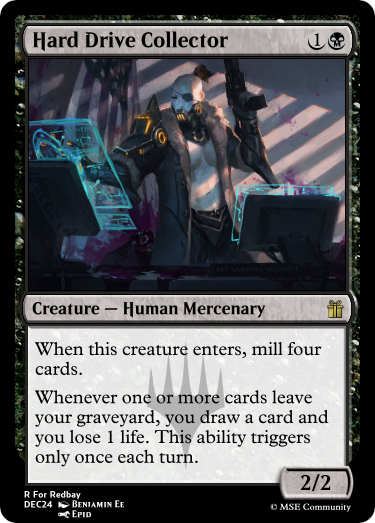 Hard Drive Collector 1
Creature — Human Mercenary
When this creature enters, mill four
cards.
Whenever one or more cards leave
your graveyard, you draw a card and
you lose 1 life. This ability triggers
only once each turn.
2/2
R For Redbay
DEC24 Benjamin Ee
Epid
© MSE Community